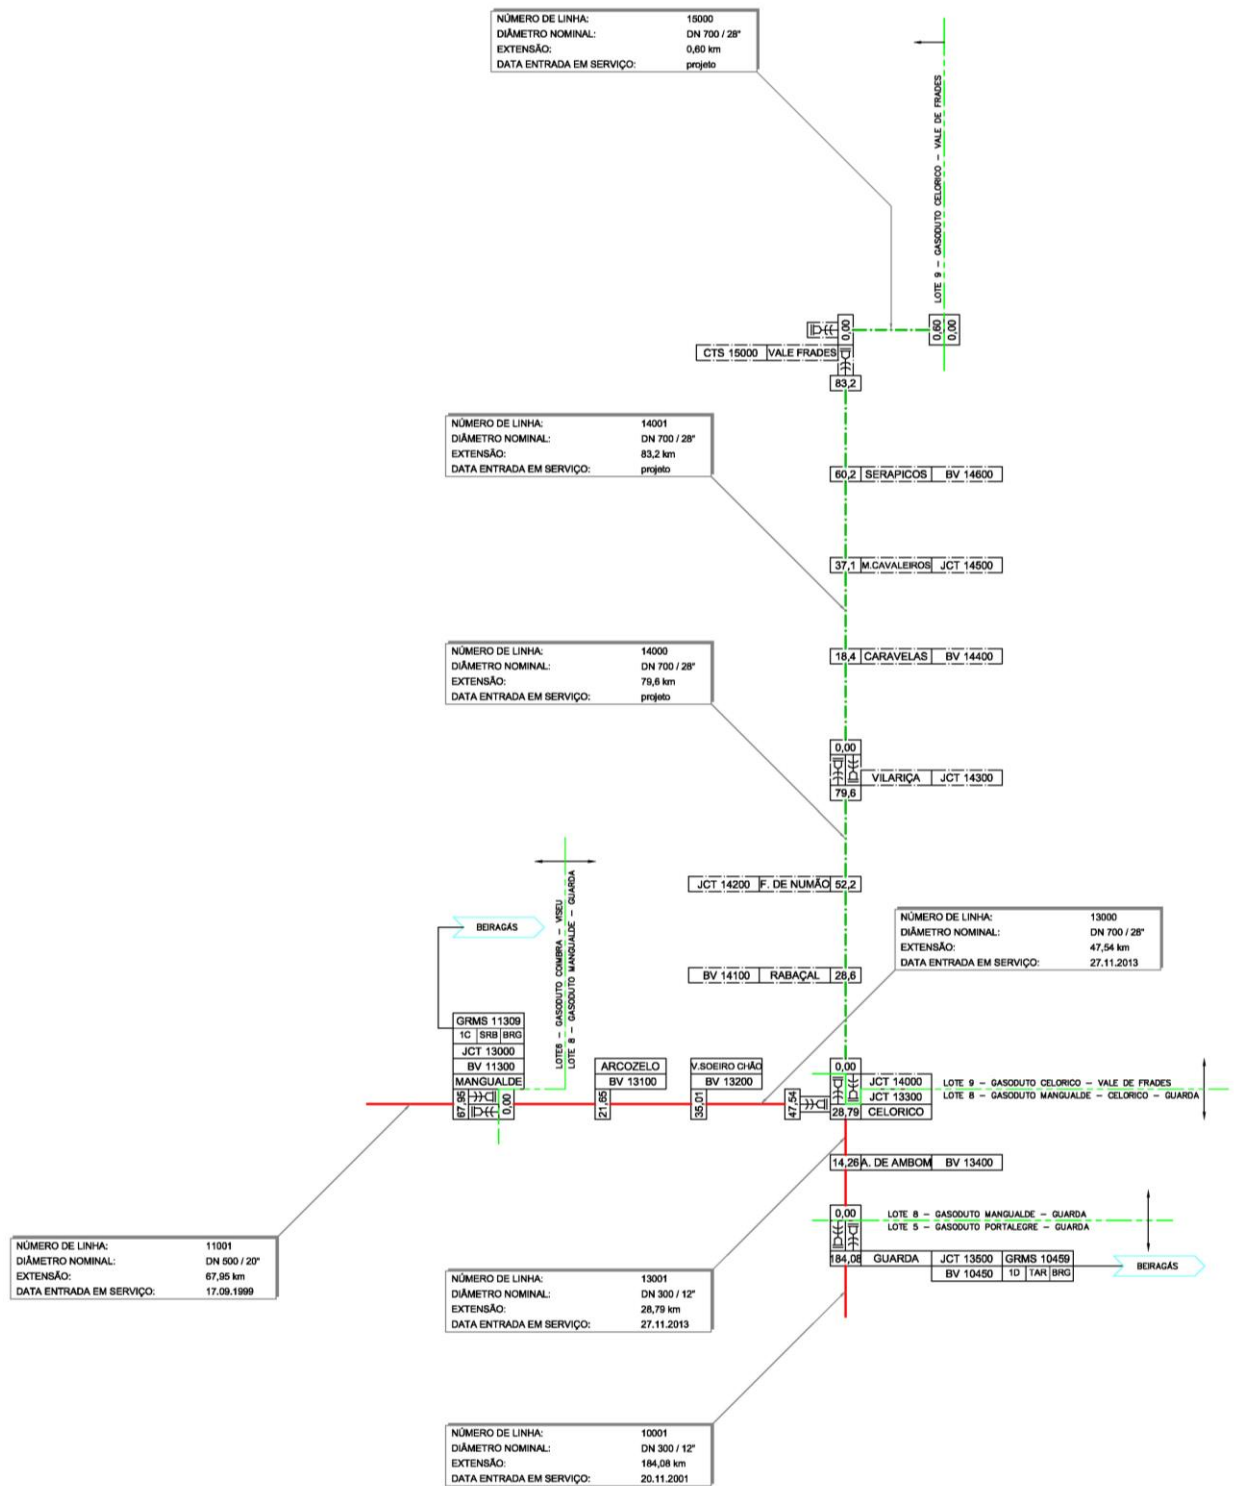 NÚMERO DE LINHA: 15000
DIÂMETRO NOMINAL: DN 700 / 28"
EXTENSÃO: 0,60 km
DATA ENTRADA EM SERVIÇO: projeto
LOTE 9 - GASODUTO CELORICO - VALE DE FRADES
0,00
0,60
0,00
CTS 15000 VALE FRADES
83,2
NÚMERO DE LINHA: 14001
DIÂMETRO NOMINAL: DN 700 / 28"
EXTENSÃO: 83,2 km
DATA ENTRADA EM SERVIÇO: projeto
60,2 SERAPICOS BV 14600
37,1 M.CAVALEIROS JCT 14500
NÚMERO DE LINHA: 14000
DIÂMETRO NOMINAL: DN 700 / 28"
EXTENSÃO: 79,6 km
DATA ENTRADA EM SERVIÇO: projeto
18,4 CARAVELAS BV 14400
0,00
VILARIÇA JCT 14300
79,6
JCT 14200 F. DE NUMÃO 52,2
BEIRAGÁS
LOTE6 - GASODUTO COIMBRA - VISEU
LOTE 8 - GASODUTO MANGUALDE - GUARDA
NÚMERO DE LINHA: 13000
DIÂMETRO NOMINAL: DN 700 / 28"
EXTENSÃO: 47,54 km
DATA ENTRADA EM SERVIÇO: 27.11.2013
BV 14100 RABAÇAL 28,6
GRMS 11309
1C SRB BRG
JCT 13000
BV 11300
MANGUALDE
67,95
0,00
ARCOZELO
BV 13100
21,65
V.SOEIRO CHÃO
BV 13200
35,01
47,54
0,00
JCT 14000
JCT 13300
28,79 CELORICO
LOTE 9 - GASODUTO CELORICO - VALE DE FRADES
LOTE 8 - GASODUTO MANGUALDE - CELORICO - GUARDA
14,26 A. DE AMBOM BV 13400
0,00
LOTE 8 - GASODUTO MANGUALDE - GUARDA
LOTE 5 - GASODUTO PORTALEGRE - GUARDA
184,08 GUARDA JCT 13500 GRMS 10459
BV 10450 1D TAR BRG
BEIRAGÁS
NÚMERO DE LINHA: 11001
DIÂMETRO NOMINAL: DN 500 / 20"
EXTENSÃO: 67,95 km
DATA ENTRADA EM SERVIÇO: 17.09.1999
NÚMERO DE LINHA: 13001
DIÂMETRO NOMINAL: DN 300 / 12"
EXTENSÃO: 28,79 km
DATA ENTRADA EM SERVIÇO: 27.11.2013
NÚMERO DE LINHA: 10001
DIÂMETRO NOMINAL: DN 300 / 12"
EXTENSÃO: 184,08 km
DATA ENTRADA EM SERVIÇO: 20.11.2001